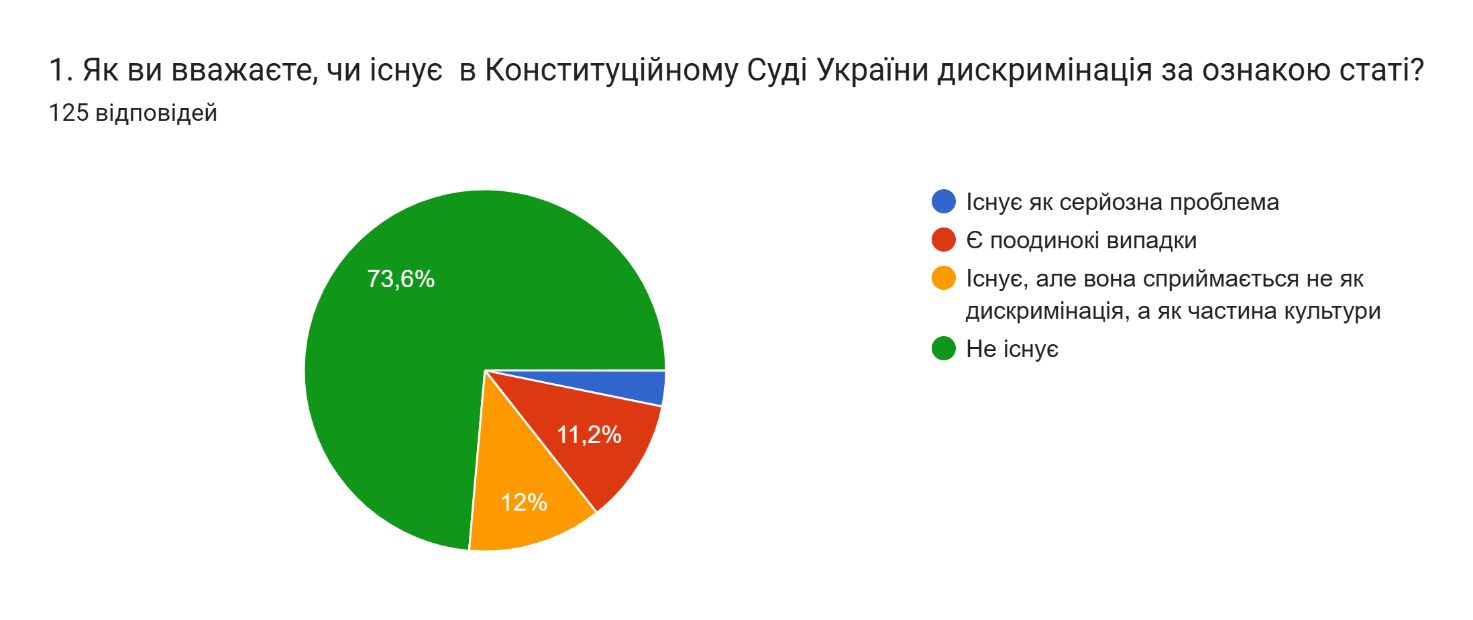 1. Як ви вважаєте, чи існує  в Конституційному Суді України дискримінація за ознакою статі?
125 відповідей
73,6%
11,2%
12%
Існує як серйозна проблема
Є поодинокі випадки
Існує, але вона сприймається не як
дискримінація, а як частина культури
Не існує